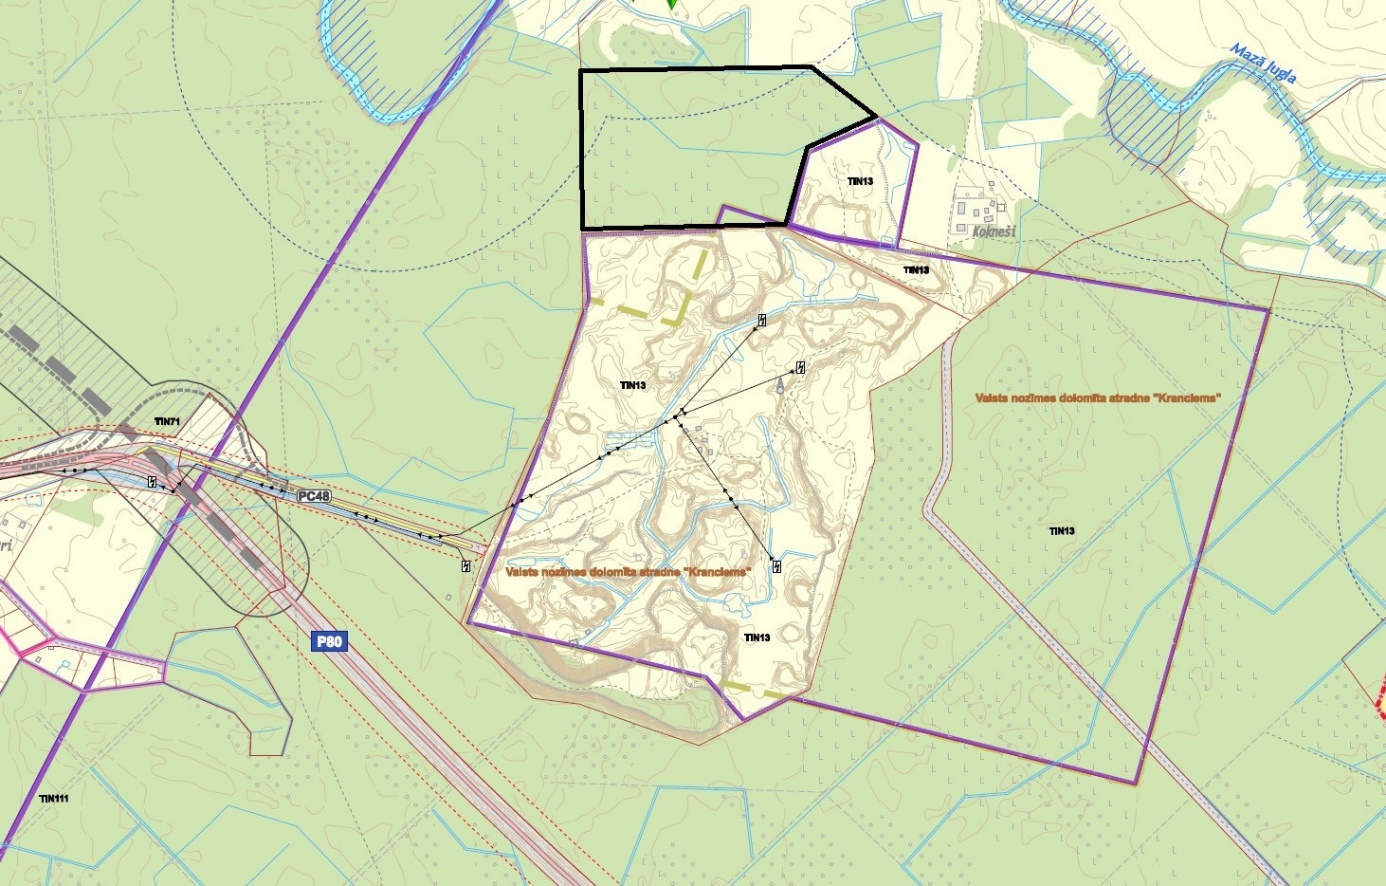 Mazā Jugla
TIN13
Koķneši
TIN13
TIN13
Valsts nozīmes dolomīta atradne "Kranciems"
TIN71
PC48
TIN13
Valsts nozīmes dolomīta atradne "Kranciems"
P80
TIN13
TIN111